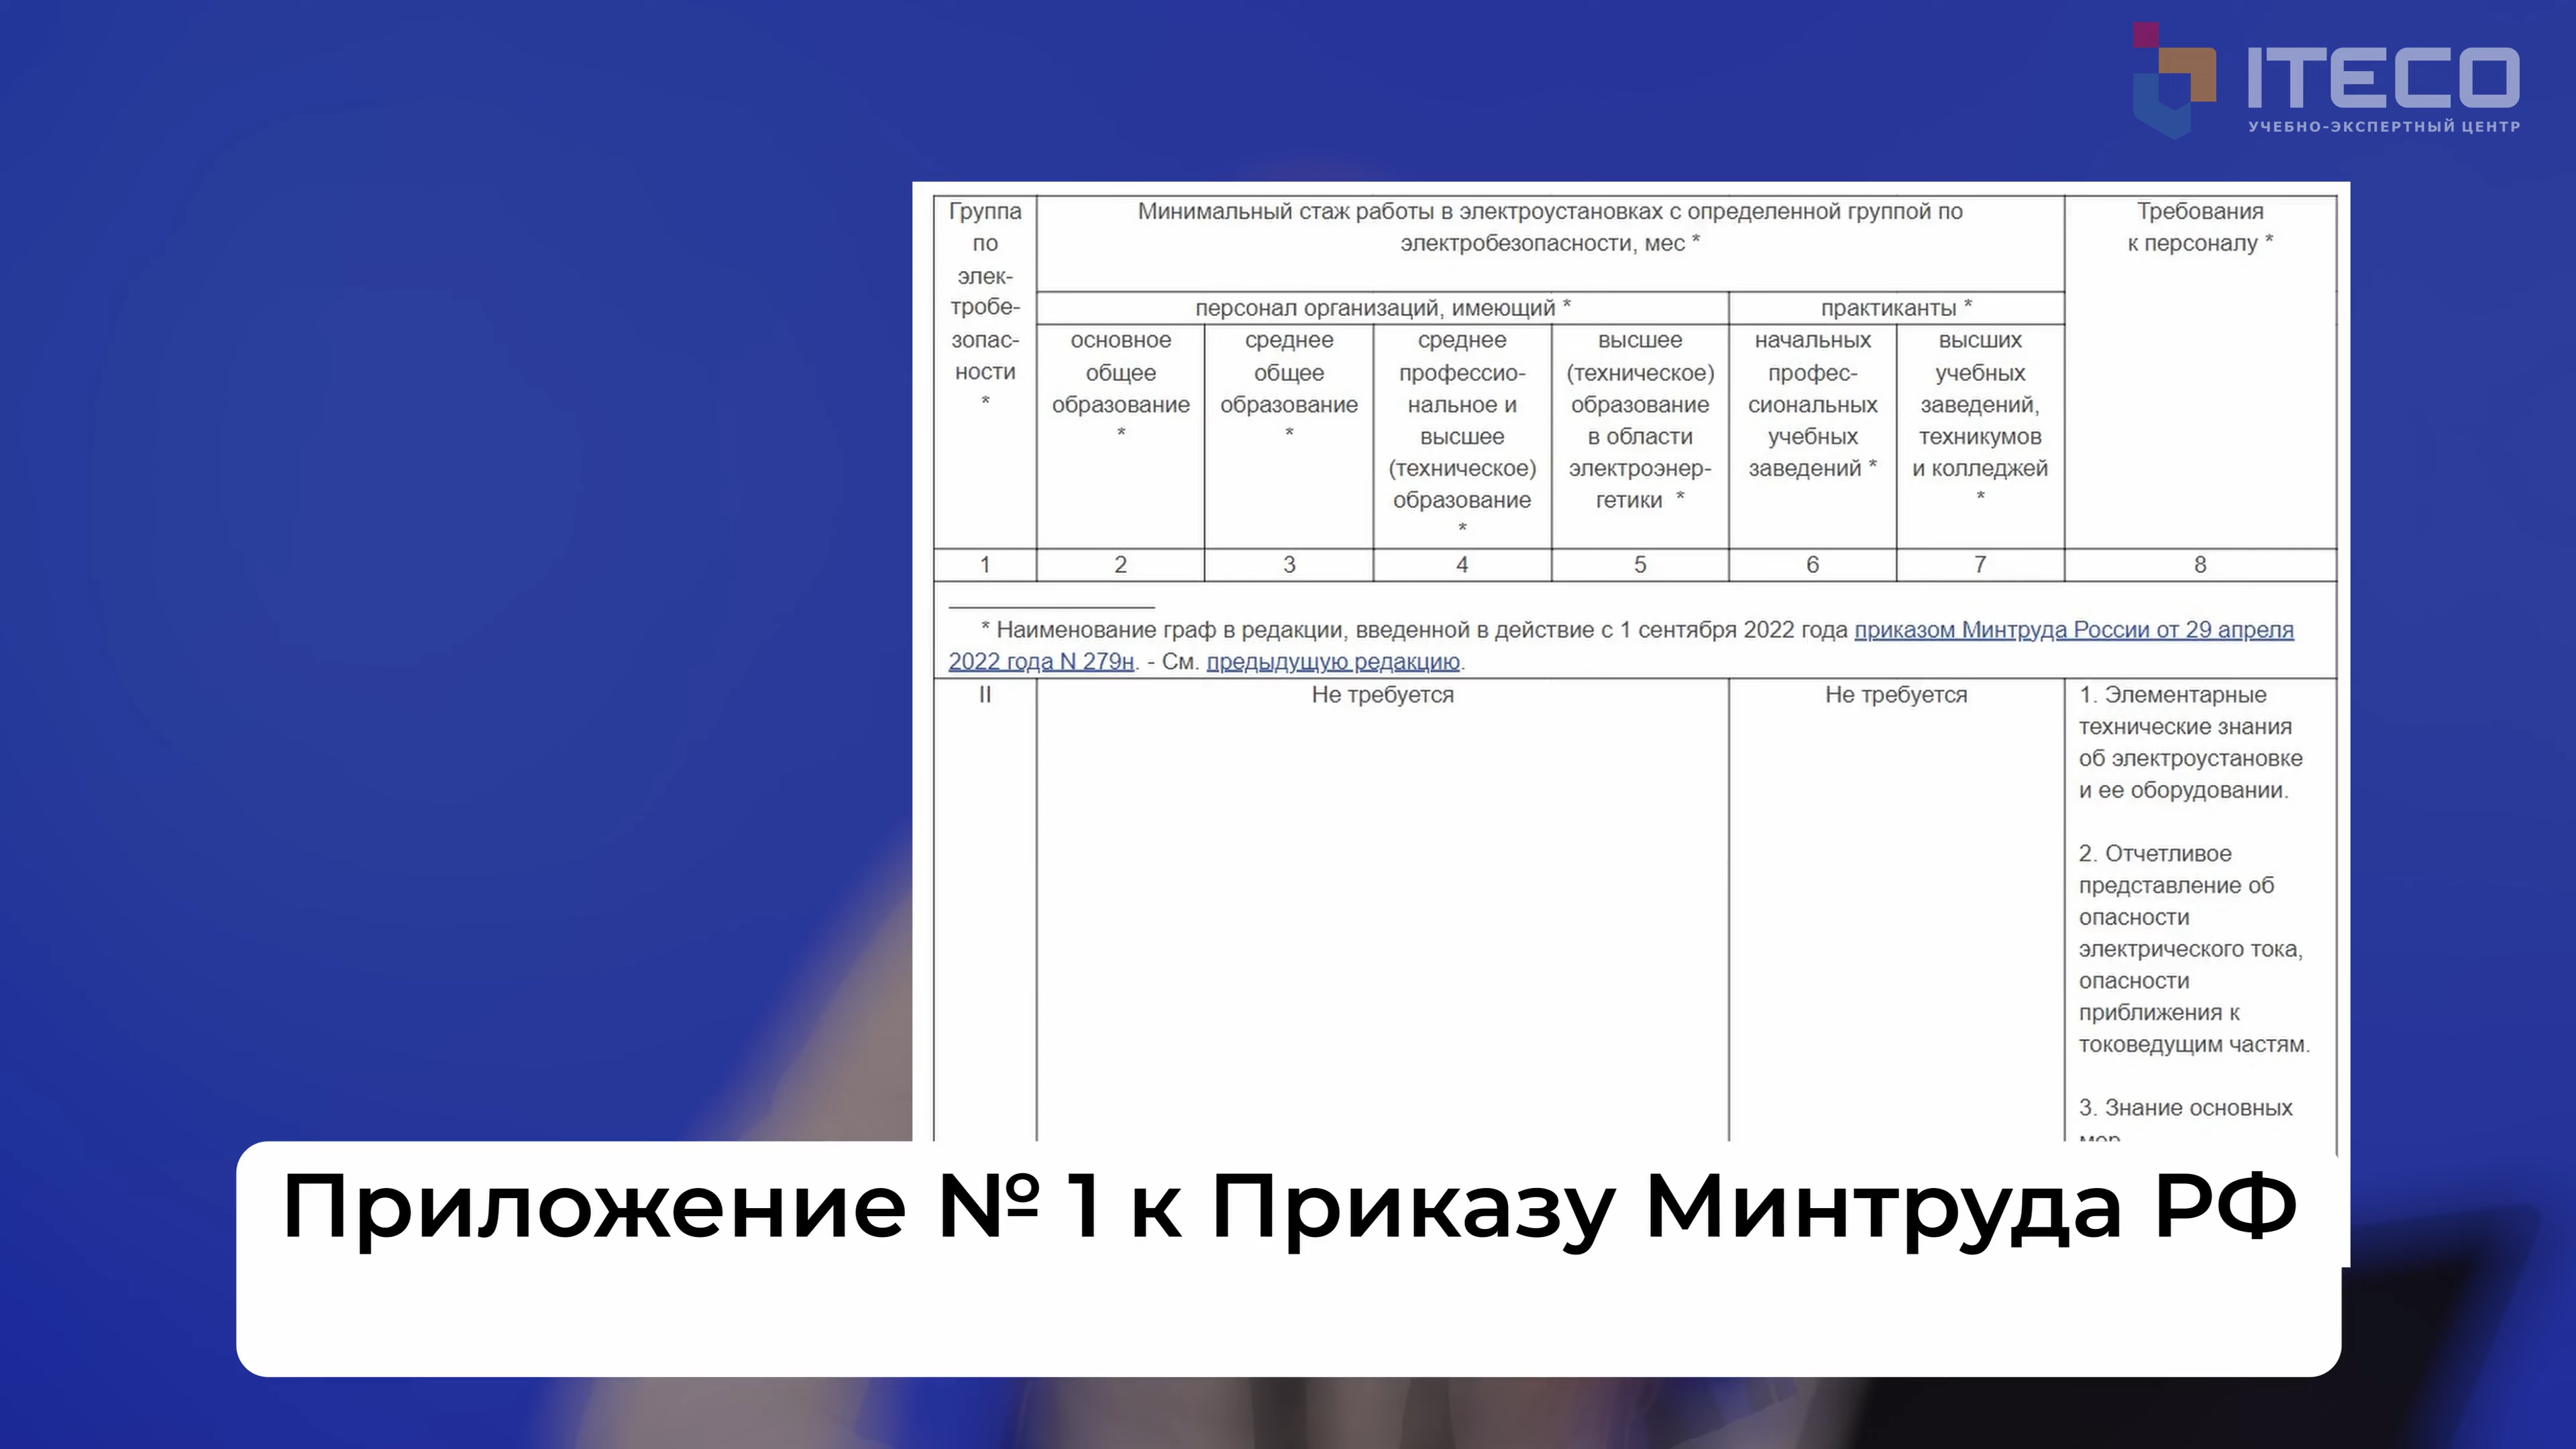 ITECO
УЧЕБНО-ЭКСПЕРТНЫЙ ЦЕНТР
Группа
по
элек-
тробе-
зопас-
ности
*
Минимальный стаж работы в электроустановках с определенной группой по
электробезопасности, мес *
Требования
к персоналу *
персонал организаций, имеющий *
практиканты *
основное
общее
образование
*
среднее
общее
образование
*
среднее
профессио-
нальное и
высшее
(техническое)
образование
*
высшее
(техническое)
образование
в области
электроэнер-
гетики *
начальных
профес-
сиональных
учебных
заведений *
высших
учебных
заведений,
техникумов
и колледжей
*
1 2 3 4 5 6 7 8
* Наименование граф в редакции, введенной в действие с 1 сентября 2022 года приказом Минтруда России от 29 апреля
2022 года N 279н. - См. предыдущую редакцию.
II
Не требуется
Не требуется
1. Элементарные
технические знания
об электроустановке
и ее оборудовании.
2. Отчетливое
представление об
опасности
электрического тока,
опасности
приближения к
токоведущим частям.
3. Знание основных
Приложение № 1 к Приказу Минтруда РФ